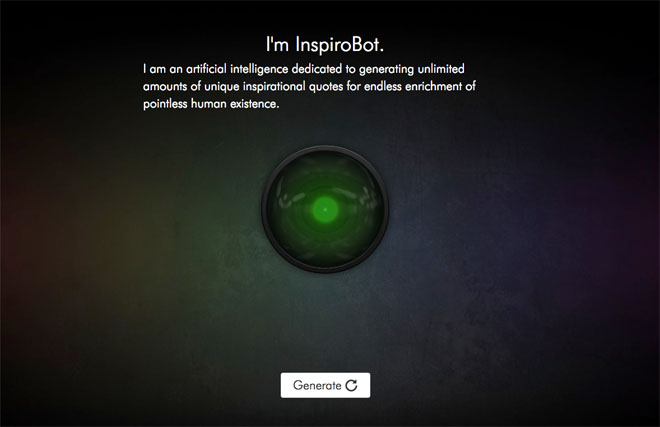 I'm InspiroBot.
I am an artificial intelligence dedicated to generating unlimited
amounts of unique inspirational quotes for endless enrichment of
pointless human existence.
Generate